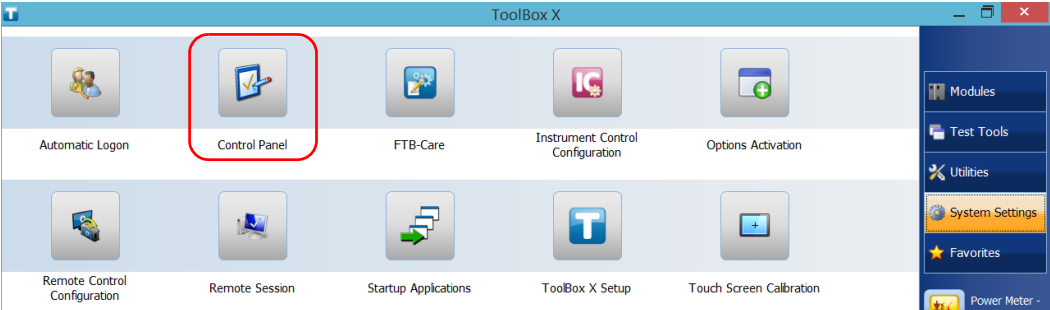 ToolBox X
Automatic Logon
Control Panel
FTB-Care
Instrument Control
Configuration
Options Activation
Remote Control
Configuration
Remote Session
Startup Applications
ToolBox X Setup
Touch Screen Calibration
Modules
Test Tools
Utilities
System Settings
Favorites
Power Meter -